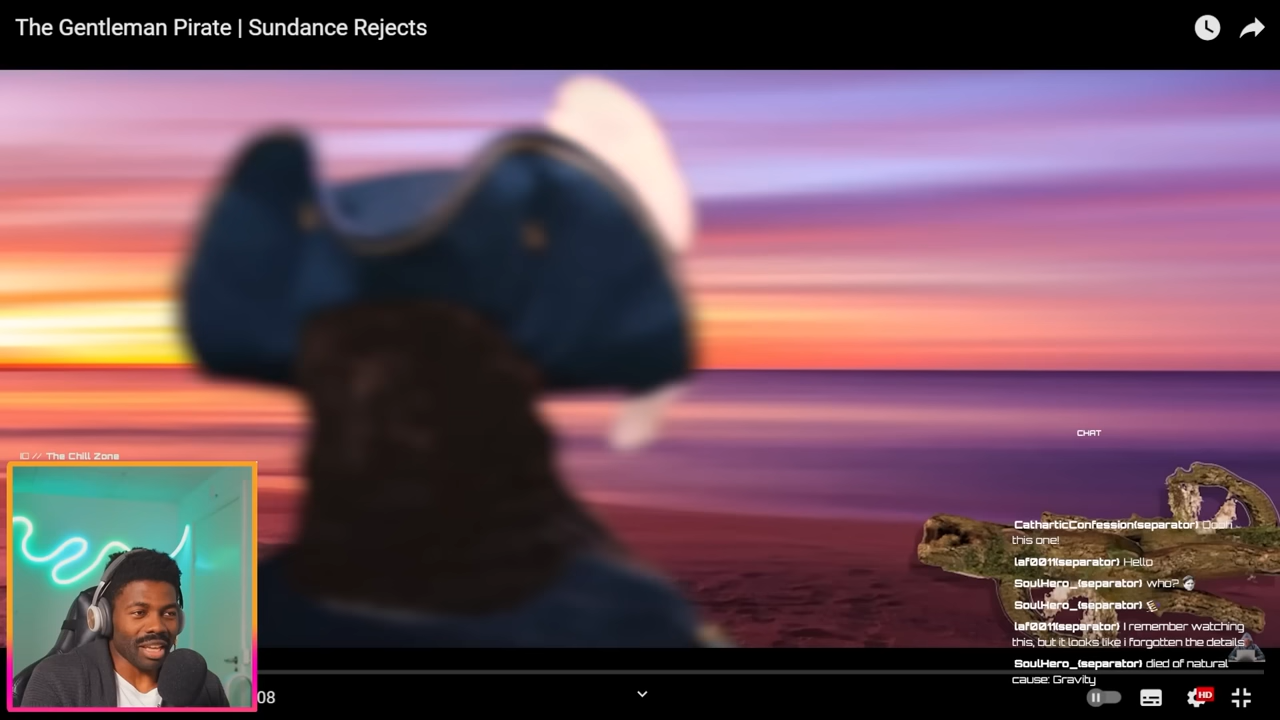 The Gentleman Pirate | Sundance Rejects
CHAT
// The Chill Zone
CatharticConfession(separator)
this one!
laf0011(separator) Hello
SoulHero_(separator) who?
SoulHero_(separator)
laf0011(separator) I remember watching
this, but it looks like i forgotten the details
SoulHero_(separator) died of natural
cause: Gravity
08
HD